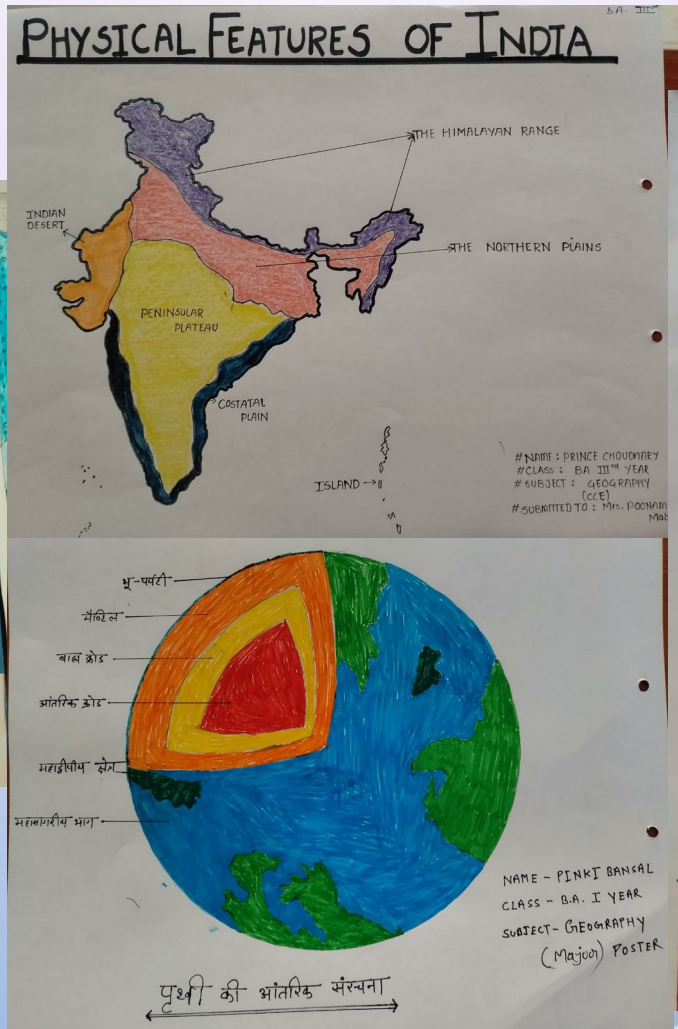 B.A. IIIrd
PHYSICAL FEATURES OF INDIA
THE HIMALAYAN RANGE
INDIAN
DESERT
THE NORTHERN PLAINS
PENINSULAR
PLATEAU
COSTATAL
PLAIN
ISLAND
#NAME: PRINCE CHOUDHARY
#CLASS: BA IIIrd YEAR
#SUBJECT: GEOGRAPHY
(CCE)
#SUBMITTED TO: Mrs. POONAM
भू-पर्पटी
मैन्टिल
बाह्य क्रोड
आंतरिक क्रोड
महाद्वीपीय क्षेत्र
महासागरीय भाग
NAME - PINKI BANSAL
CLASS - B.A. I YEAR
SUBJECT- GEOGRAPHY
(Major) POSTER
पृथ्वी की आंतरिक संरचना